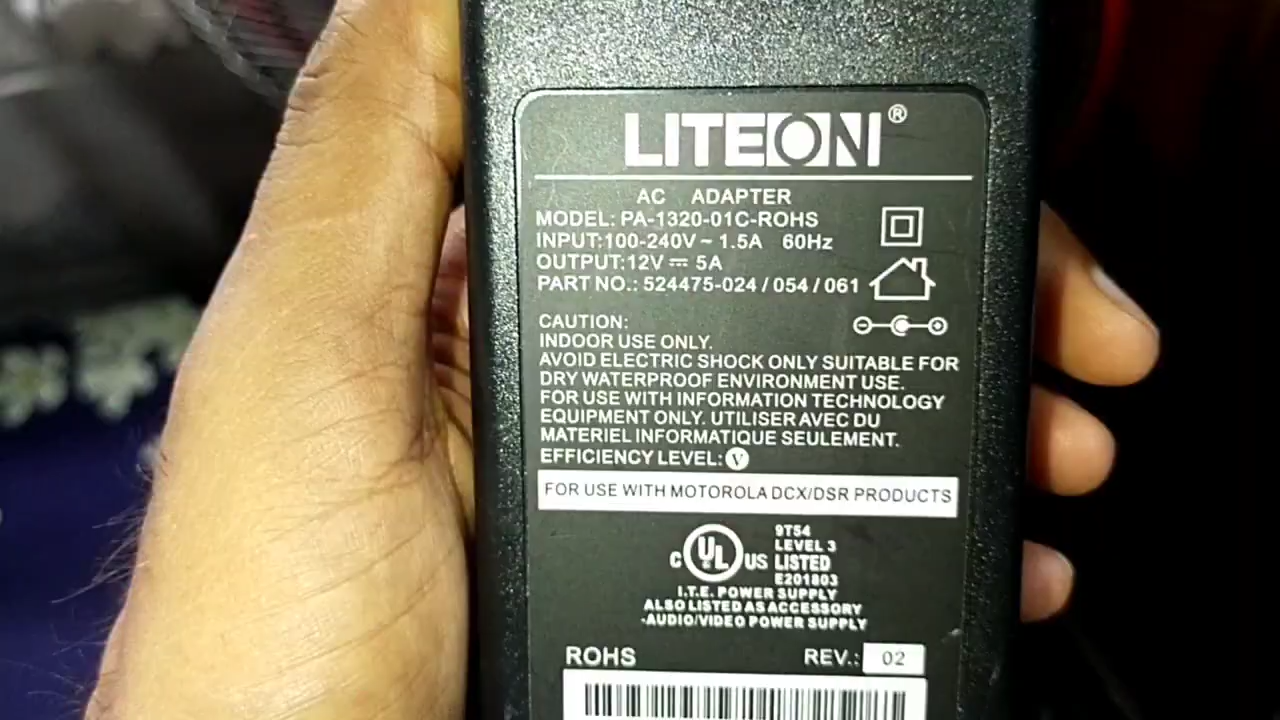 LITEON®
AC ADAPTER
MODEL: PA-1320-01C-ROHS
INPUT:100-240V ~ 1.5A 60Hz
OUTPUT:12V ⎓ 5A
PART NO.: 524475-024 / 054 / 061
CAUTION:
INDOOR USE ONLY.
AVOID ELECTRIC SHOCK ONLY SUITABLE FOR
DRY WATERPROOF ENVIRONMENT USE.
FOR USE WITH INFORMATION TECHNOLOGY
EQUIPMENT ONLY. UTILISER AVEC DU
MATERIEL INFORMATIQUE SEULEMENT.
EFFICIENCY LEVEL: V
FOR USE WITH MOTOROLA DCX/DSR PRODUCTS
9T54
LEVEL 3
C UL US LISTED
E201803
I.T.E. POWER SUPPLY
ALSO LISTED AS ACCESSORY
-AUDIO/VIDEO POWER SUPPLY
ROHS REV.: 02